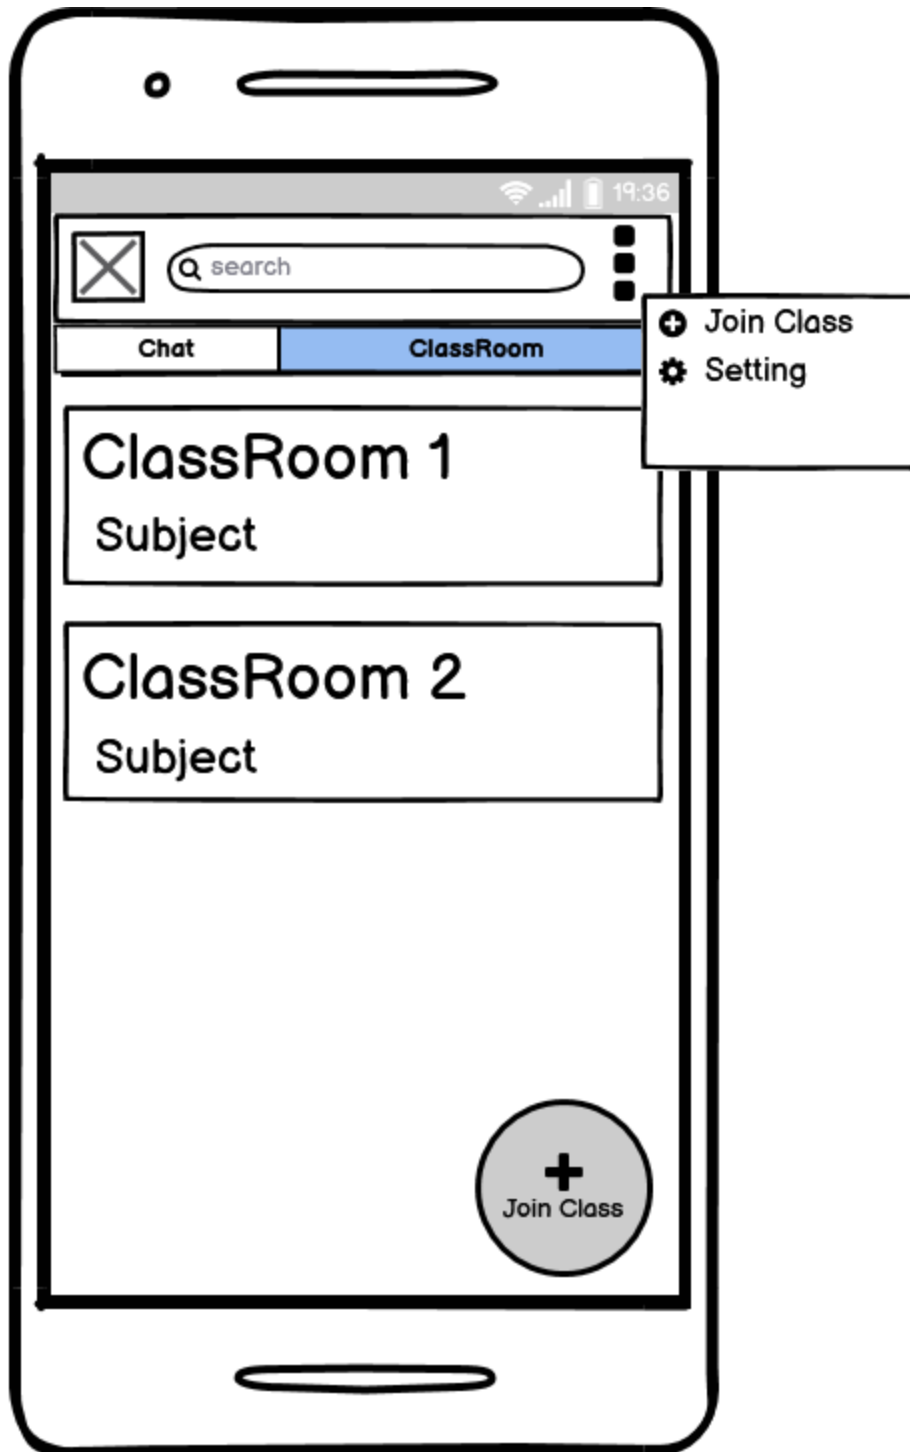 19:36
search
Chat
ClassRoom
Join Class
Setting
ClassRoom 1
Subject
ClassRoom 2
Subject
Join Class